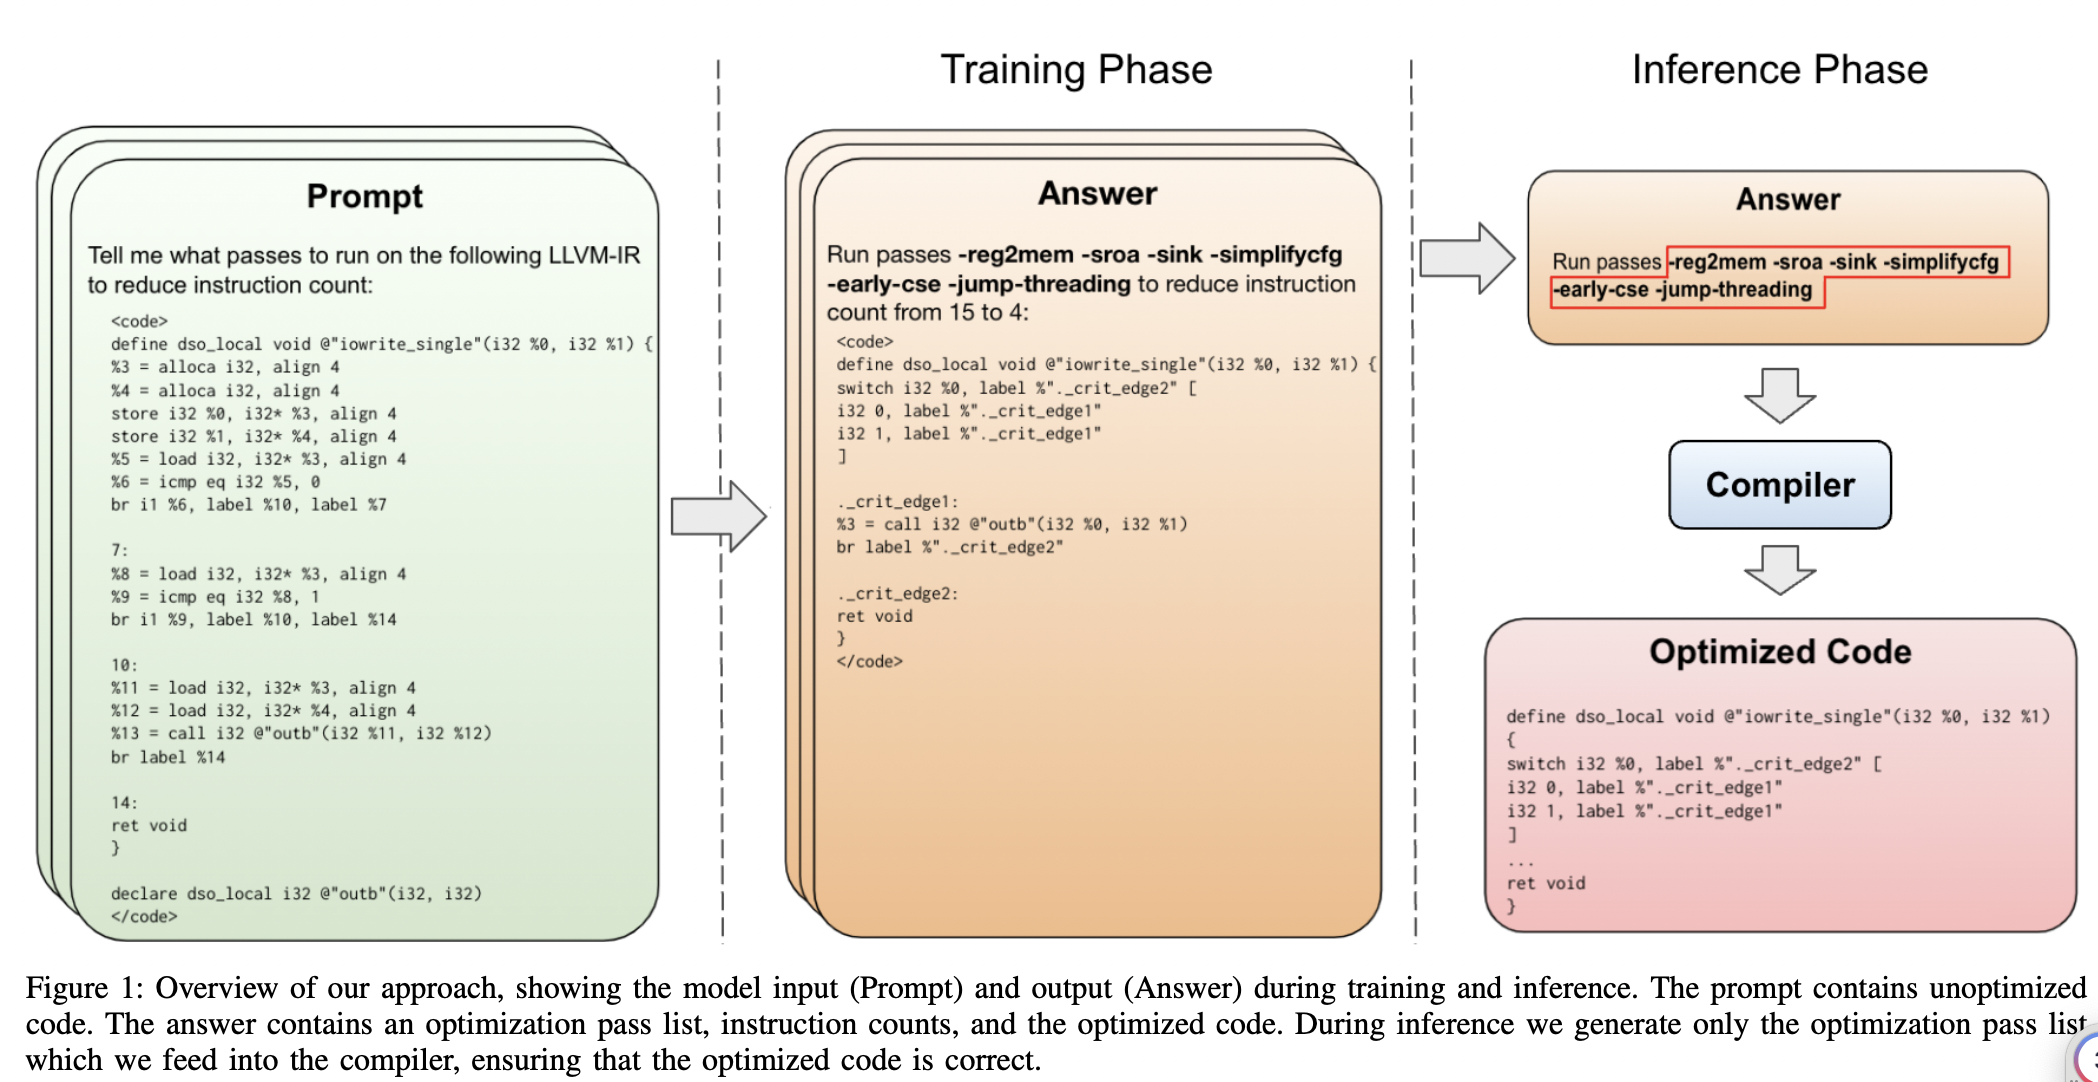 Training Phase
Inference Phase
Prompt
Tell me what passes to run on the following LLVM-IR
to reduce instruction count:
<code>
define dso_local void @"iowrite_single"(i32 %0, i32 %1) {
%3 = alloca i32, align 4
%4 = alloca i32, align 4
store i32 %0, i32* %3, align 4
store i32 %1, i32* %4, align 4
%5 = load i32, i32* %3, align 4
%6 = icmp eq i32 %5, 0
br i1 %6, label %10, label %7
7:
%8 = load i32, i32* %3, align 4
%9 = icmp eq i32 %8, 1
br i1 %9, label %10, label %14
10:
%11 = load i32, i32* %3, align 4
%12 = load i32, i32* %4, align 4
%13 = call i32 @"outb"(i32 %11, i32 %12)
br label %14
14:
ret void
}
declare dso_local i32 @"outb"(i32, i32)
</code>
Answer
Run passes -reg2mem -sroa -sink -simplifycfg
-early-cse -jump-threading to reduce instruction
count from 15 to 4:
<code>
define dso_local void @"iowrite_single"(i32 %0, i32 %1) {
switch i32 %0, label %"._crit_edge2" [
i32 0, label %"._crit_edge1"
i32 1, label %"._crit_edge1"
]
._crit_edge1:
%3 = call i32 @"outb"(i32 %0, i32 %1)
br label %"._crit_edge2"
._crit_edge2:
ret void
}
</code>
Answer
Run passes -reg2mem -sroa -sink -simplifycfg
-early-cse -jump-threading
Compiler
Optimized Code
define dso_local void @"iowrite_single"(i32 %0, i32 %1)
{
switch i32 %0, label %"._crit_edge2" [
i32 0, label %"._crit_edge1"
i32 1, label %"._crit_edge1"
]
...
ret void
}
Figure 1: Overview of our approach, showing the model input (Prompt) and output (Answer) during training and inference. The prompt contains unoptimized
code. The answer contains an optimization pass list, instruction counts, and the optimized code. During inference we generate only the optimization pass list
which we feed into the compiler, ensuring that the optimized code is correct.